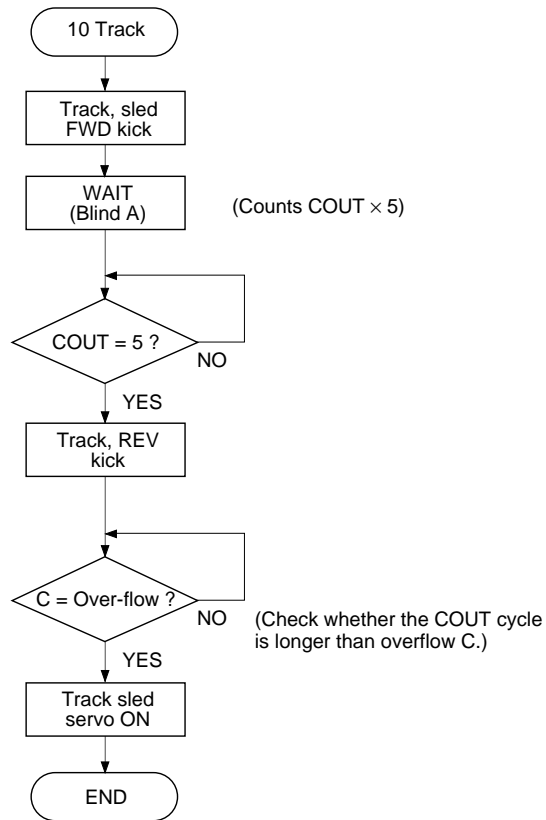 10 Track
Track, sled
FWD kick
WAIT
(Blind A)
(Counts COUT × 5)
COUT = 5 ?
NO
YES
Track, REV
kick
C = Over-flow ?
NO
(Check whether the COUT cycle
is longer than overflow C.)
YES
Track sled
servo ON
END